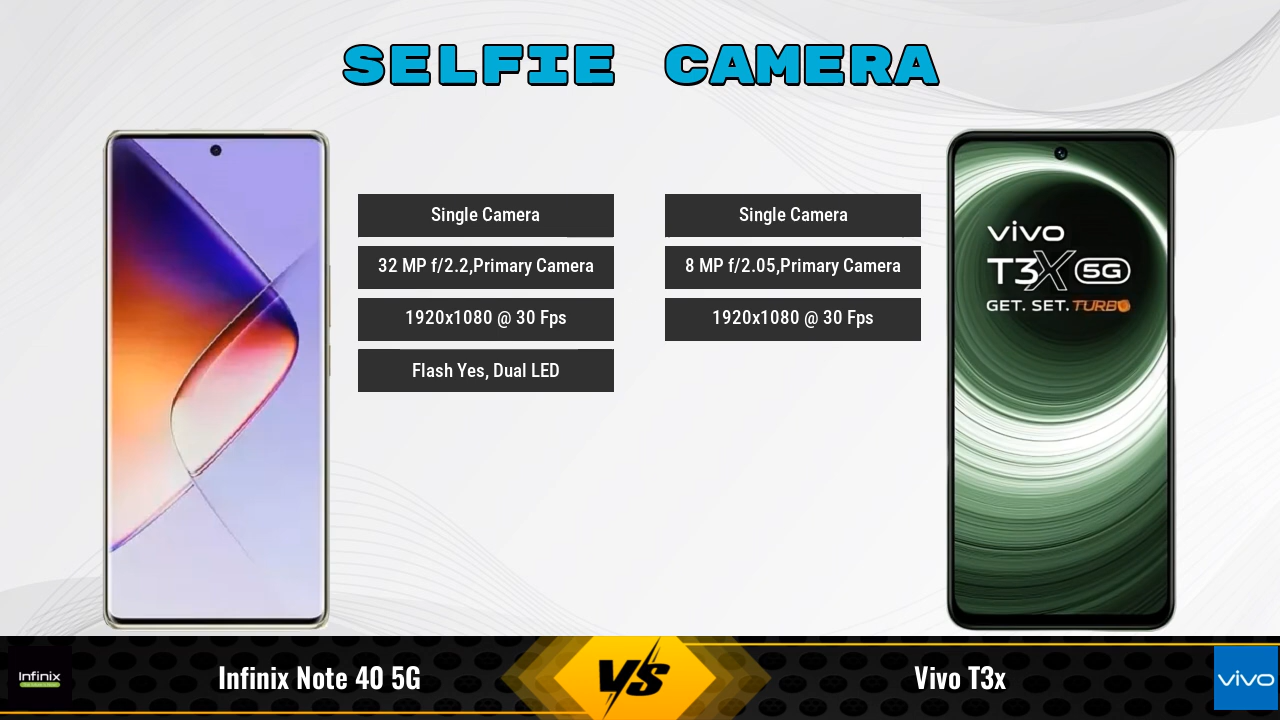 SELFIE CAMERA
Single Camera
32 MP f/2.2,Primary Camera
1920x1080 @ 30 Fps
Flash Yes, Dual LED
Single Camera
8 MP f/2.05,Primary Camera
1920x1080 @ 30 Fps
vivo
T3X 5G
GET. SET. TURBO
Infinix
Infinix Note 40 5G
VS
Vivo T3x
vivo